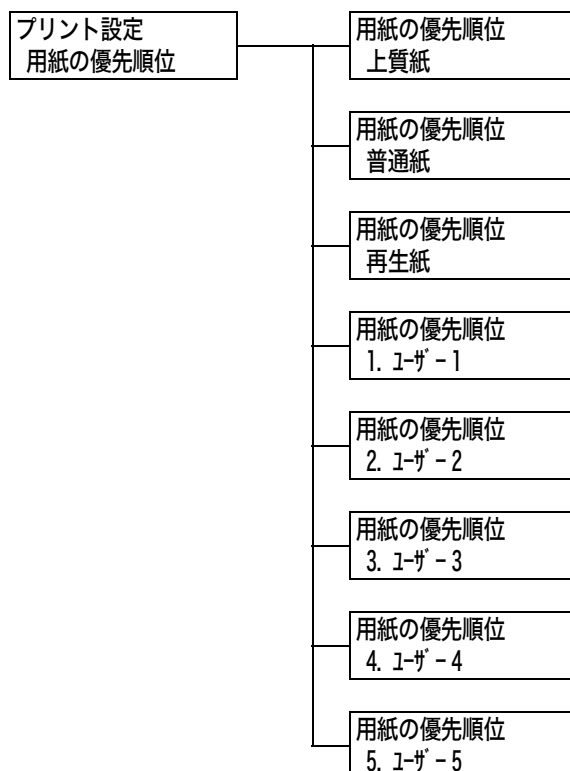 プリント設定
用紙の優先順位
用紙の優先順位
上質紙
用紙の優先順位
普通紙
用紙の優先順位
再生紙
用紙の優先順位
1. ﾕｰｻﾞｰ1
用紙の優先順位
2. ﾕｰｻﾞｰ2
用紙の優先順位
3. ﾕｰｻﾞｰ3
用紙の優先順位
4. ﾕｰｻﾞｰ4
用紙の優先順位
5. ﾕｰｻﾞｰ5